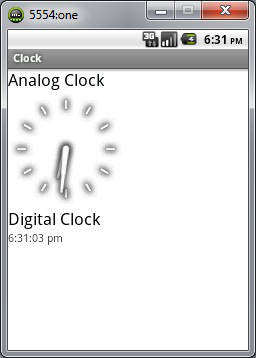 5554:one
3G
6:31 PM
Clock
Analog Clock
Digital Clock
6:31:03 pm